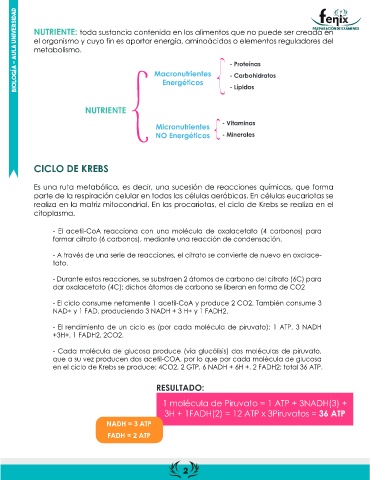 BIOLOGÍA - AULA UNIVERSIDAD
fenix
PREPARACIÓN DE EXÁMENES
NUTRIENTE: toda sustancia contenida en los alimentos que no puede ser creada en
el organismo y cuyo fin es aportar energía, aminoácidos o elementos reguladores del
metabolismo.
NUTRIENTE
Macronutrientes
Energéticos
- Proteínas
- Carbohidratos
- Lípidos
Micronutrientes
NO Energéticos
- Vitaminas
- Minerales
CICLO DE KREBS
Es una ruta metabólica, es decir, una sucesión de reacciones químicas, que forma
parte de la respiración celular en todas las células aeróbicas. En células eucariotas se
realiza en la matriz mitocondrial. En las procariotas, el ciclo de Krebs se realiza en el
citoplasma.
- El acetil-CoA reacciona con una molécula de oxalacetato (4 carbonos) para
formar citrato (6 carbonos), mediante una reacción de condensación.
- A través de una serie de reacciones, el citrato se convierte de nuevo en oxalace-
tato.
- Durante estas reacciones, se substraen 2 átomos de carbono del citrato (6C) para
dar oxalacetato (4C); dichos átomos de carbono se liberan en forma de CO2
- El ciclo consume netamente 1 acetil-CoA y produce 2 CO2. También consume 3
NAD+ y 1 FAD, produciendo 3 NADH + 3 H+ y 1 FADH2.
- El rendimiento de un ciclo es (por cada molécula de piruvato): 1 ATP, 3 NADH
+3H+, 1 FADH2, 2CO2.
- Cada molécula de glucosa produce (vía glucólisis) dos moléculas de piruvato,
que a su vez producen dos acetil-COA, por lo que por cada molécula de glucosa
en el ciclo de Krebs se produce: 4CO2, 2 GTP, 6 NADH + 6H +, 2 FADH2; total 36 ATP.
RESULTADO:
1 molécula de Piruvato = 1 ATP + 3NADH(3) +
3H + 1FADH(2) = 12 ATP x 3Piruvatos = 36 ATP
NADH = 3 ATP
FADH = 2 ATP
2